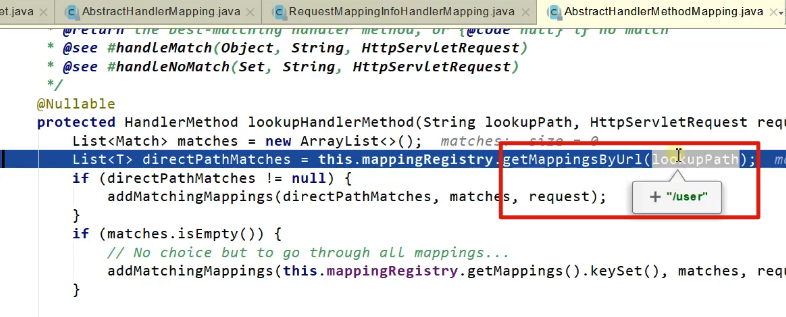 et.java AbstractHandlerMapping.java RequestMappingInfoHandlerMapping.java AbstractHandlerMethodMapping.java
* @return the best-matching handler method, or {@code null} if no match
* @see #handleMatch(Object, String, HttpServletRequest)
* @see #handleNoMatch(Set, String, HttpServletRequest)
*/
@Nullable
protected HandlerMethod lookupHandlerMethod(String lookupPath, HttpServletRequest requ
List<Match> matches = new ArrayList<>(); matches: size = 0
List<T> directPathMatches = this.mappingRegistry.getMappingsByUrl(lookupPath); ma
if (directPathMatches != null) {
+ "/user"
addMatchingMappings(directPathMatches, matches, request);
}
if (matches.isEmpty()) {
// No choice but to go through all mappings...
addMatchingMappings(this.mappingRegistry.getMappings().keySet(), matches, requ
}